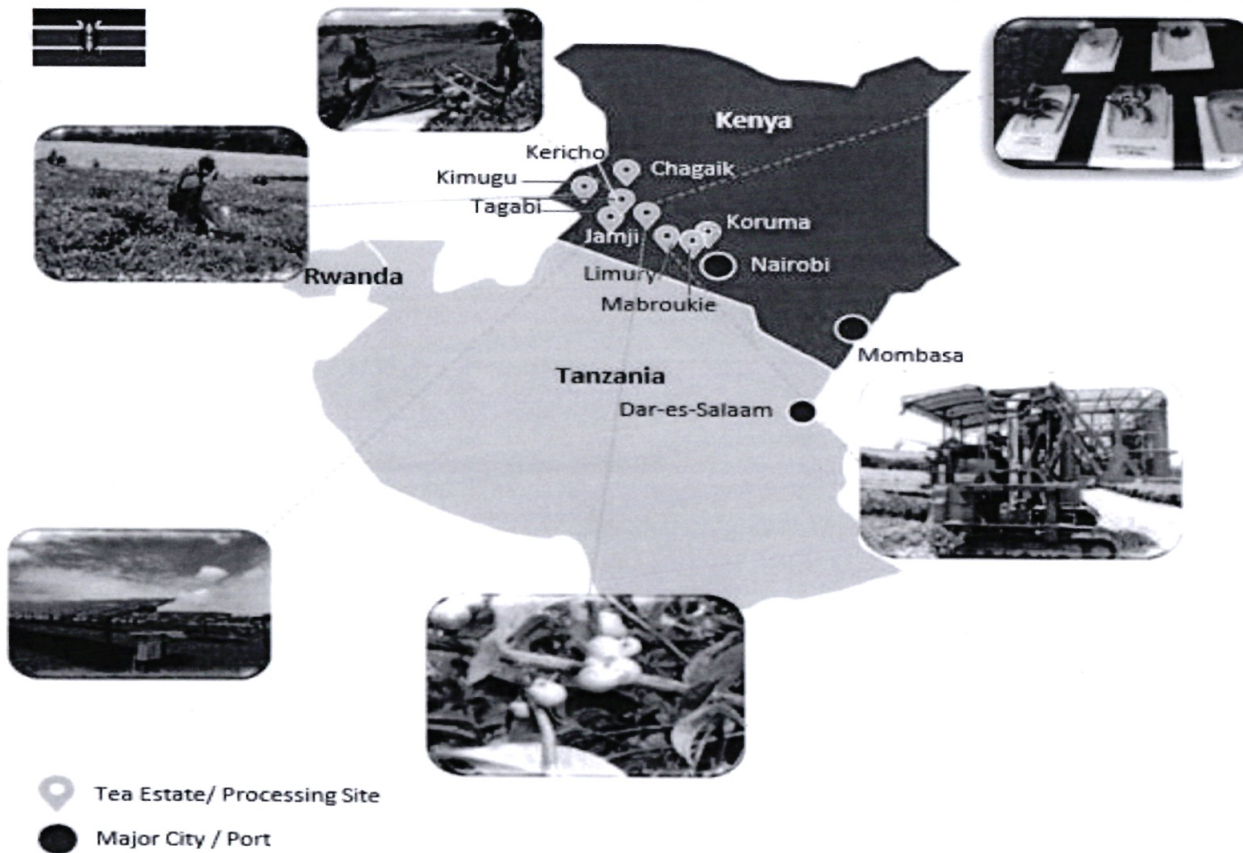 Kenya
Kericho
Chagaik
Kimugu
Tagabi
Jamji
Koruma
Limury
Nairobi
Rwanda
Mabroukie
Mombasa
Tanzania
Dar-es-Salaam
Tea Estate/ Processing Site
Major City / Port